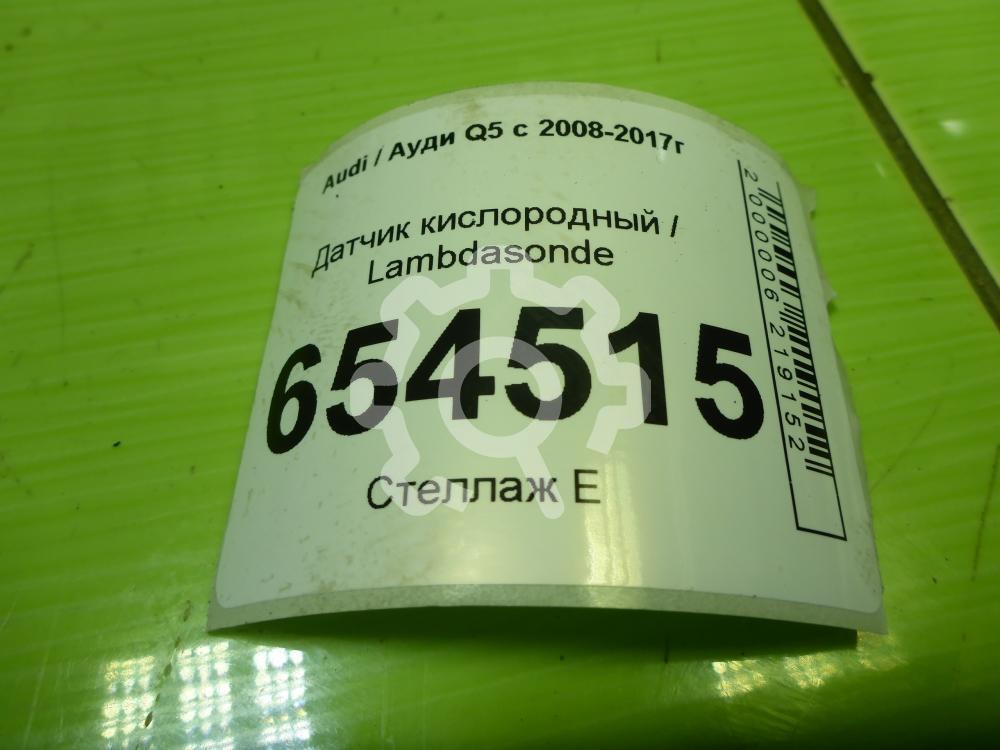 Audi / Ауди Q5 с 2008-2017г
Датчик кислородный /
Lambdasonde
654515
Стеллаж Е
2000006219152